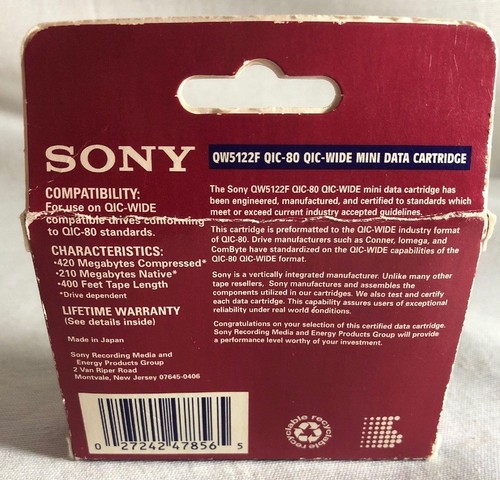 SONY
QW5122F QIC-80 QIC-WIDE MINI DATA CARTRIDGE
COMPATIBILITY:
For use on QIC-WIDE
compatible drives conforming
to QIC-80 standards.
CHARACTERISTICS:
·420 Megabytes Compressed*
·210 Megabytes Native*
·400 Feet Tape Length
*Drive dependent
LIFETIME WARRANTY
(See details inside)
Made in Japan
Sony Recording Media and
Energy Products Group
2 Van Riper Road
Montvale, New Jersey 07645-0406
The Sony QW5122F QIC-80 QIC-WIDE mini data cartridge has
been engineered, manufactured, and certified to standards which
meet or exceed current industry accepted guidelines.
This cartridge is preformatted to the QIC-WIDE industry format
of QIC-80. Drive manufacturers such as Conner, Iomega, and
ComByte have standardized on the QIC-WIDE capabilities of the
QIC-80 QIC-WIDE format.
Sony is a vertically integrated manufacturer. Unlike many other
tape resellers, Sony manufactures and assembles the
components utilized in our cartridges. We also test and certify
each data cartridge. This capability assures users of exceptional
reliability under real world conditions.
Congratulations on your selection of this certified data cartridge.
Sony Recording Media and Energy Products Group will provide
a performance level worthy of your investment.
0 27242 47856 5
recyclable recyclable